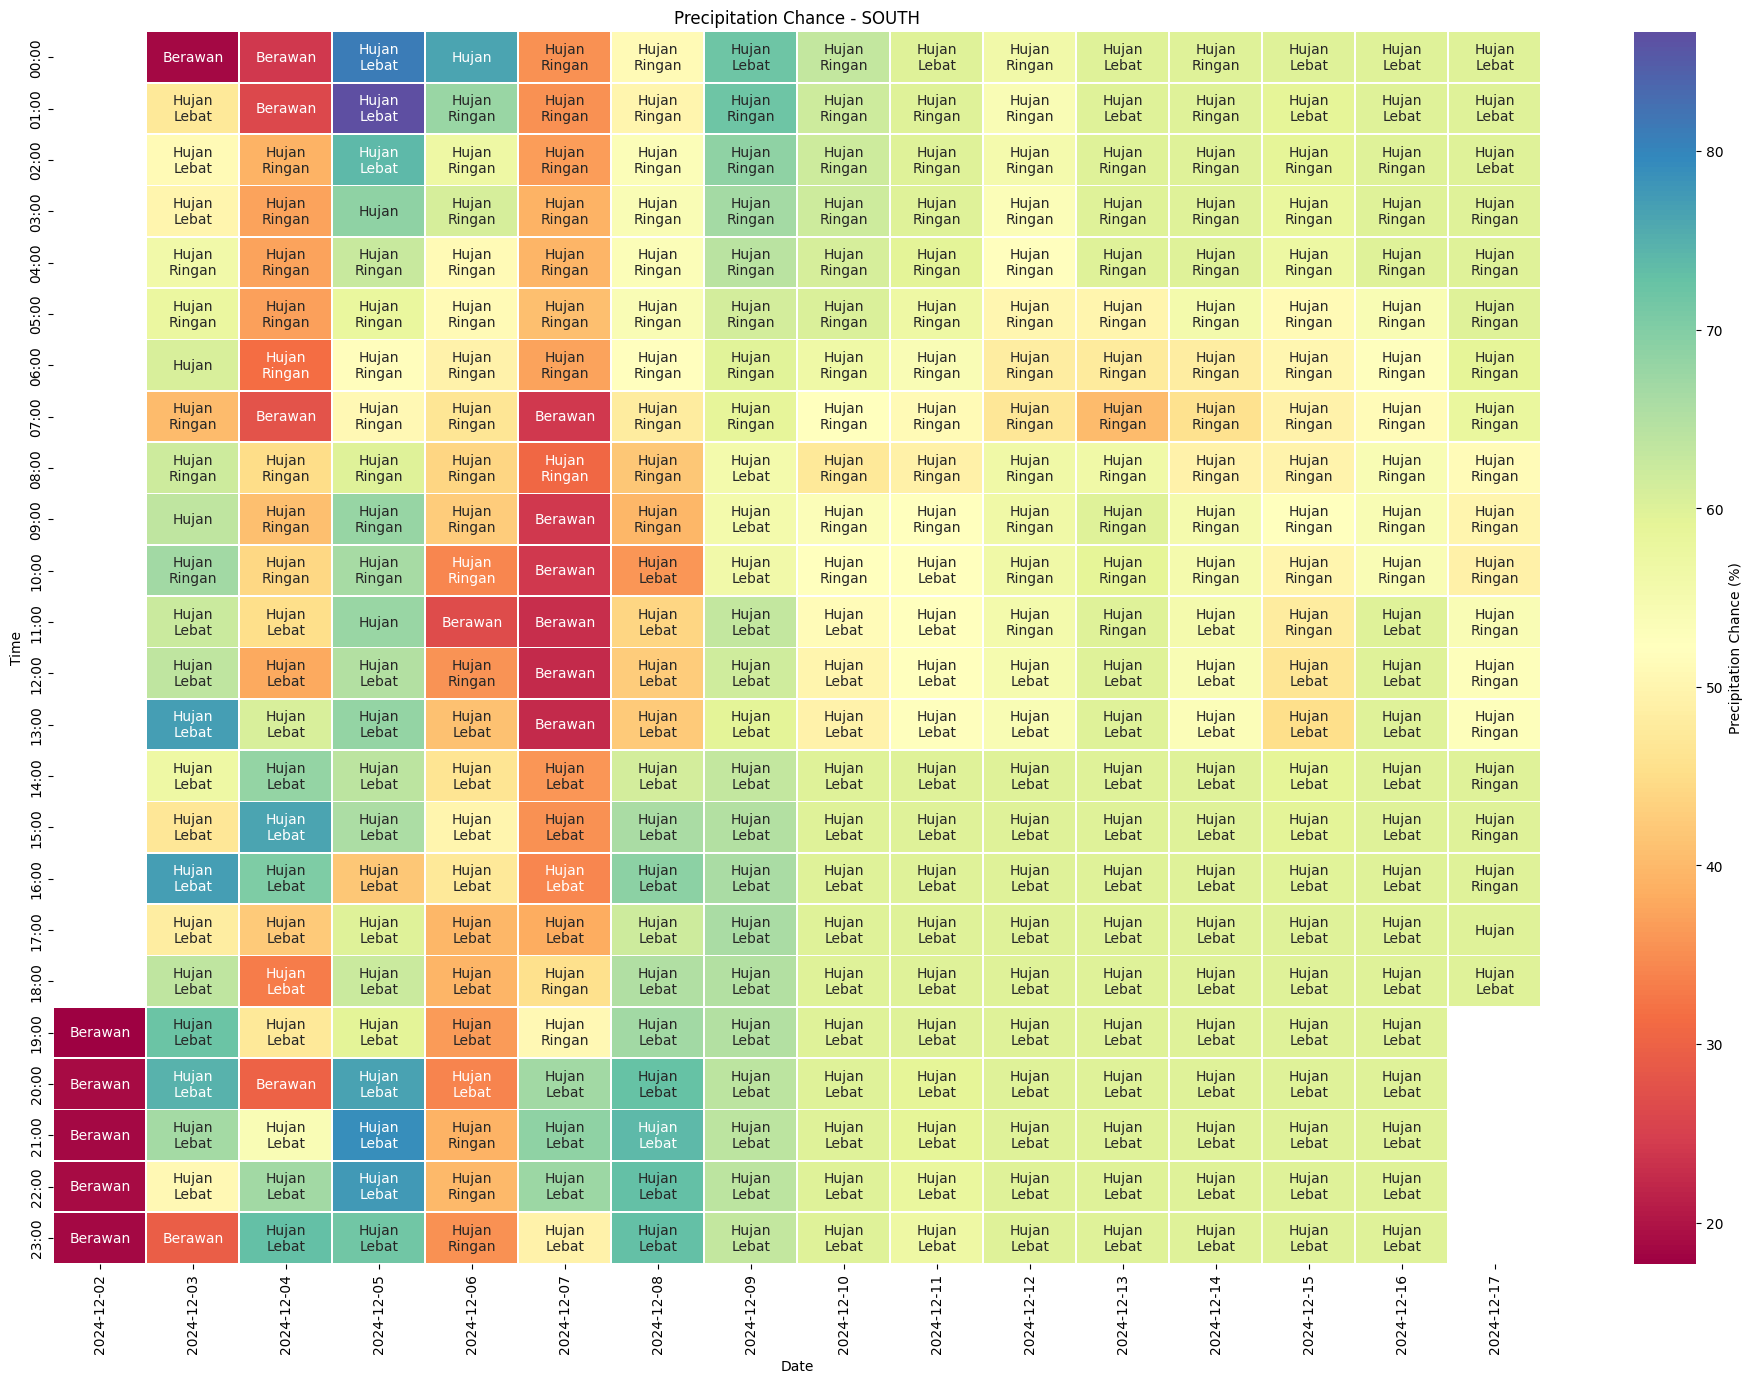 Precipitation Chance - SOUTH
00:00 Berawan Berawan Hujan Lebat Hujan Hujan Ringan Hujan Ringan Hujan Lebat Hujan Ringan Hujan Lebat Hujan Ringan Hujan Lebat Hujan Ringan Hujan Lebat Hujan Lebat Hujan Lebat
01:00 Hujan Lebat Berawan Hujan Lebat Hujan Ringan Hujan Ringan Hujan Ringan Hujan Ringan Hujan Ringan Hujan Ringan Hujan Ringan Hujan Lebat Hujan Ringan Hujan Lebat Hujan Lebat Hujan Lebat
02:00 Hujan Lebat Hujan Ringan Hujan Lebat Hujan Ringan Hujan Ringan Hujan Ringan Hujan Ringan Hujan Ringan Hujan Ringan Hujan Ringan Hujan Ringan Hujan Ringan Hujan Ringan Hujan Ringan Hujan Lebat
03:00 Hujan Lebat Hujan Ringan Hujan Hujan Ringan Hujan Ringan Hujan Ringan Hujan Ringan Hujan Ringan Hujan Ringan Hujan Ringan Hujan Ringan Hujan Ringan Hujan Ringan Hujan Ringan Hujan Ringan
04:00 Hujan Ringan Hujan Ringan Hujan Ringan Hujan Ringan Hujan Ringan Hujan Ringan Hujan Ringan Hujan Ringan Hujan Ringan Hujan Ringan Hujan Ringan Hujan Ringan Hujan Ringan Hujan Ringan Hujan Ringan
05:00 Hujan Ringan Hujan Ringan Hujan Ringan Hujan Ringan Hujan Ringan Hujan Ringan Hujan Ringan Hujan Ringan Hujan Ringan Hujan Ringan Hujan Ringan Hujan Ringan Hujan Ringan Hujan Ringan Hujan Ringan
06:00 Hujan Hujan Ringan Hujan Ringan Hujan Ringan Hujan Ringan Hujan Ringan Hujan Ringan Hujan Ringan Hujan Ringan Hujan Ringan Hujan Ringan Hujan Ringan Hujan Ringan Hujan Ringan Hujan Ringan
07:00 Hujan Ringan Berawan Hujan Ringan Hujan Ringan Berawan Hujan Ringan Hujan Ringan Hujan Ringan Hujan Ringan Hujan Ringan Hujan Ringan Hujan Ringan Hujan Ringan Hujan Ringan Hujan Ringan
08:00 Hujan Ringan Hujan Ringan Hujan Ringan Hujan Ringan Hujan Ringan Hujan Ringan Hujan Lebat Hujan Ringan Hujan Ringan Hujan Ringan Hujan Ringan Hujan Ringan Hujan Ringan Hujan Ringan Hujan Ringan
09:00 Hujan Hujan Ringan Hujan Ringan Hujan Ringan Berawan Hujan Ringan Hujan Lebat Hujan Ringan Hujan Ringan Hujan Ringan Hujan Ringan Hujan Ringan Hujan Ringan Hujan Ringan Hujan Ringan
10:00 Hujan Ringan Hujan Ringan Hujan Ringan Hujan Ringan Berawan Hujan Lebat Hujan Lebat Hujan Ringan Hujan Lebat Hujan Ringan Hujan Ringan Hujan Ringan Hujan Ringan Hujan Ringan Hujan Ringan
11:00 Hujan Lebat Hujan Lebat Hujan Berawan Berawan Hujan Lebat Hujan Lebat Hujan Lebat Hujan Lebat Hujan Ringan Hujan Ringan Hujan Lebat Hujan Ringan Hujan Lebat Hujan Ringan
12:00 Hujan Lebat Hujan Lebat Hujan Lebat Hujan Ringan Berawan Hujan Lebat Hujan Lebat Hujan Lebat Hujan Lebat Hujan Lebat Hujan Lebat Hujan Lebat Hujan Lebat Hujan Lebat Hujan Ringan
13:00 Hujan Lebat Hujan Lebat Hujan Lebat Hujan Lebat Berawan Hujan Lebat Hujan Lebat Hujan Lebat Hujan Lebat Hujan Lebat Hujan Lebat Hujan Lebat Hujan Lebat Hujan Lebat Hujan Ringan
14:00 Hujan Lebat Hujan Lebat Hujan Lebat Hujan Lebat Hujan Lebat Hujan Lebat Hujan Lebat Hujan Lebat Hujan Lebat Hujan Lebat Hujan Lebat Hujan Lebat Hujan Lebat Hujan Lebat Hujan Ringan
15:00 Hujan Lebat Hujan Lebat Hujan Lebat Hujan Lebat Hujan Lebat Hujan Lebat Hujan Lebat Hujan Lebat Hujan Lebat Hujan Lebat Hujan Lebat Hujan Lebat Hujan Lebat Hujan Lebat Hujan Ringan
16:00 Hujan Lebat Hujan Lebat Hujan Lebat Hujan Lebat Hujan Lebat Hujan Lebat Hujan Lebat Hujan Lebat Hujan Lebat Hujan Lebat Hujan Lebat Hujan Lebat Hujan Lebat Hujan Lebat Hujan Ringan
17:00 Hujan Lebat Hujan Lebat Hujan Lebat Hujan Lebat Hujan Lebat Hujan Lebat Hujan Lebat Hujan Lebat Hujan Lebat Hujan Lebat Hujan Lebat Hujan Lebat Hujan Lebat Hujan Lebat Hujan
18:00 Hujan Lebat Hujan Lebat Hujan Lebat Hujan Lebat Hujan Ringan Hujan Lebat Hujan Lebat Hujan Lebat Hujan Lebat Hujan Lebat Hujan Lebat Hujan Lebat Hujan Lebat Hujan Lebat Hujan Lebat
19:00 Berawan Hujan Lebat Hujan Lebat Hujan Lebat Hujan Lebat Hujan Ringan Hujan Lebat Hujan Lebat Hujan Lebat Hujan Lebat Hujan Lebat Hujan Lebat Hujan Lebat Hujan Lebat Hujan Lebat
20:00 Berawan Hujan Lebat Berawan Hujan Lebat Hujan Lebat Hujan Lebat Hujan Lebat Hujan Lebat Hujan Lebat Hujan Lebat Hujan Lebat Hujan Lebat Hujan Lebat Hujan Lebat Hujan Lebat
21:00 Berawan Hujan Lebat Hujan Lebat Hujan Lebat Hujan Ringan Hujan Lebat Hujan Lebat Hujan Lebat Hujan Lebat Hujan Lebat Hujan Lebat Hujan Lebat Hujan Lebat Hujan Lebat Hujan Lebat
22:00 Berawan Hujan Lebat Hujan Lebat Hujan Lebat Hujan Ringan Hujan Lebat Hujan Lebat Hujan Lebat Hujan Lebat Hujan Lebat Hujan Lebat Hujan Lebat Hujan Lebat Hujan Lebat Hujan Lebat
23:00 Berawan Berawan Hujan Lebat Hujan Lebat Hujan Ringan Hujan Lebat Hujan Lebat Hujan Lebat Hujan Lebat Hujan Lebat Hujan Lebat Hujan Lebat Hujan Lebat Hujan Lebat Hujan Lebat
Time
2024-12-02 2024-12-03 2024-12-04 2024-12-05 2024-12-06 2024-12-07 2024-12-08 2024-12-09 2024-12-10 2024-12-11 2024-12-12 2024-12-13 2024-12-14 2024-12-15 2024-12-16 2024-12-17
Date
80
70
60
50
40
30
20
Precipitation Chance (%)